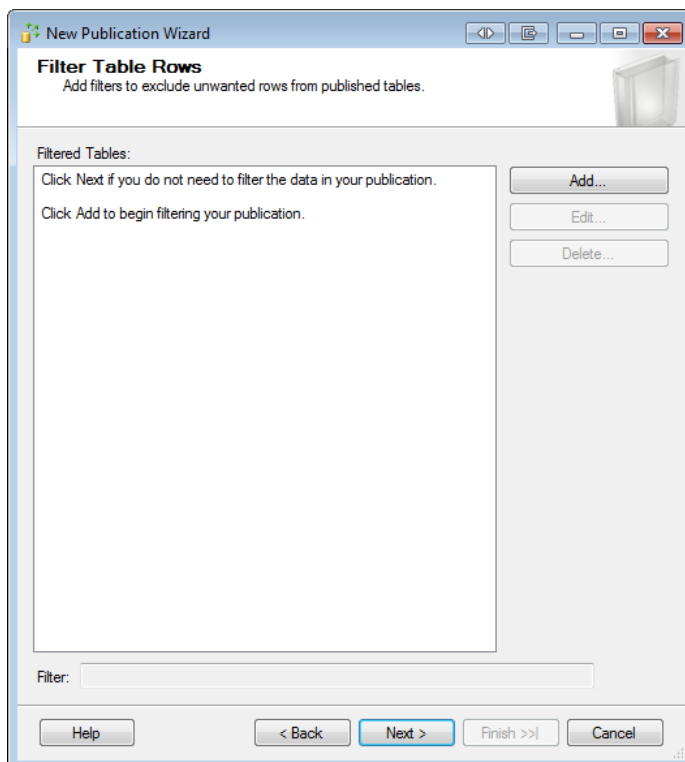 New Publication Wizard
Filter Table Rows
Add filters to exclude unwanted rows from published tables.
Filtered Tables:
Click Next if you do not need to filter the data in your publication.
Click Add to begin filtering your publication.
Add...
Edit...
Delete...
Filter:
Help
< Back
Next >
Finish >>|
Cancel